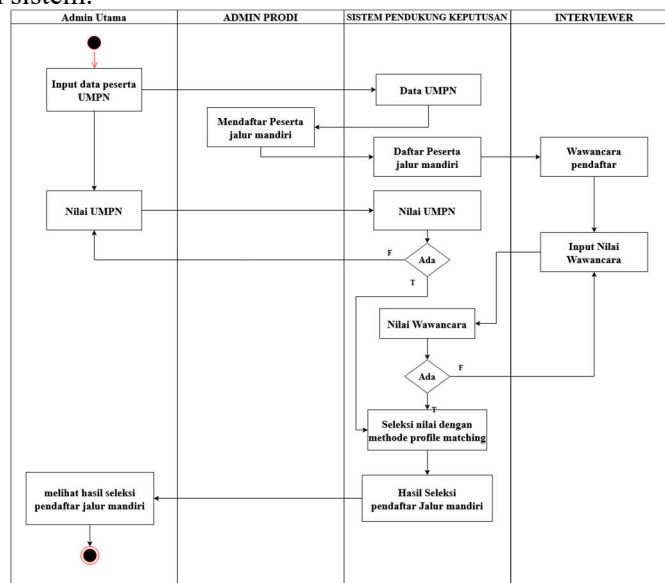 sistem.
Admin Utama
ADMIN PRODI
SISTEM PENDUKUNG KEPUTUSAN
INTERVIEWER
Input data peserta
UMPN
Data UMPN
Mendaftar Peserta
jalur mandiri
Daftar Peserta
jalur mandiri
Wawancara
pendaftar
Nilai UMPN
Nilai UMPN
F
Ada
T
Input Nilai
Wawancara
Nilai Wawancara
Ada
F
T
Seleksi nilai dengan
methode profile matching
melihat hasil seleksi
pendaftar jalur mandiri
Hasil Seleksi
pendaftar Jalur mandiri